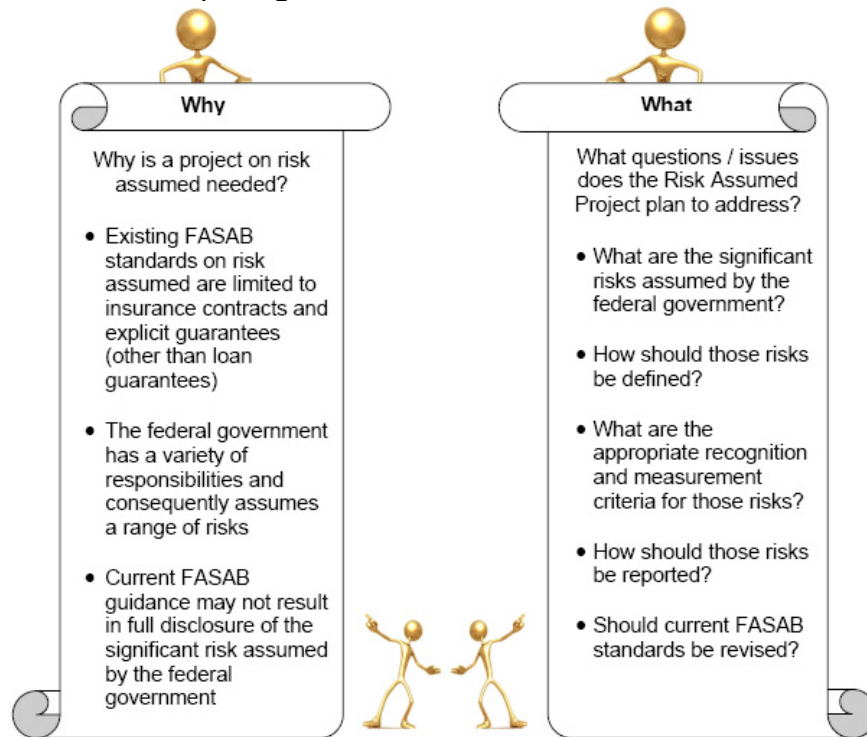 Why
Why is a project on risk
assumed needed?
• Existing FASAB
standards on risk
assumed are limited to
insurance contracts and
explicit guarantees
(other than loan
guarantees)
• The federal government
has a variety of
responsibilities and
consequently assumes
a range of risks
• Current FASAB
guidance may not result
in full disclosure of the
significant risk assumed
by the federal
government
What
What questions / issues
does the Risk Assumed
Project plan to address?
• What are the significant
risks assumed by the
federal government?
• How should those risks
be defined?
• What are the
appropriate recognition
and measurement
criteria for those risks?
• How should those risks
be reported?
• Should current FASAB
standards be revised?